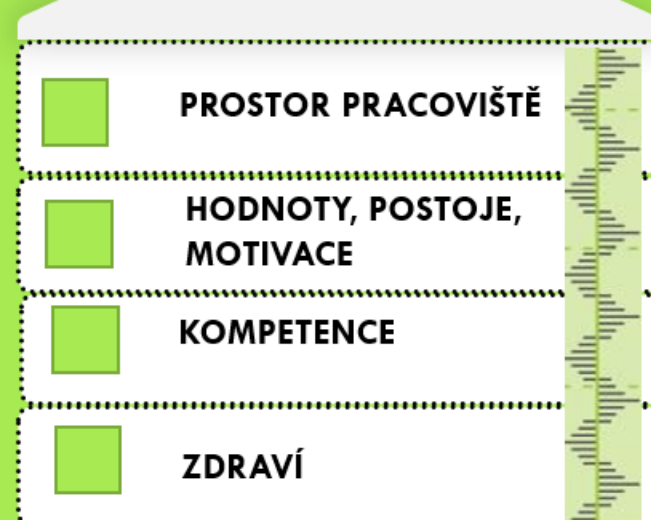 PROSTOR PRACOVIŠTĚ
HODNOTY, POSTOJE,
MOTIVACE
KOMPETENCE
ZDRAVÍ